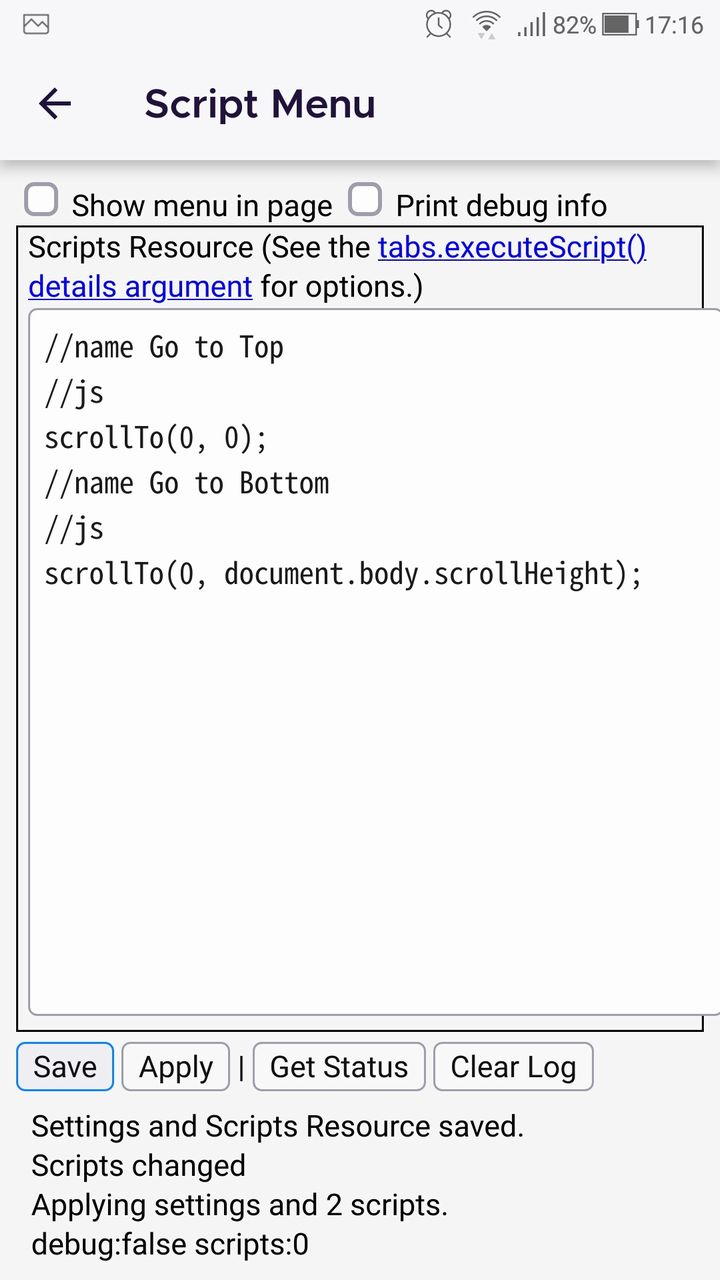 82% 17:16
Script Menu
Show menu in page Print debug info
Scripts Resource (See the tabs.executeScript()
details argument for options.)
//name Go to Top
//js
scrollTo(0, 0);
//name Go to Bottom
//js
scrollTo(0, document.body.scrollHeight);
Save Apply | Get Status Clear Log
Settings and Scripts Resource saved.
Scripts changed
Applying settings and 2 scripts.
debug:false scripts:0